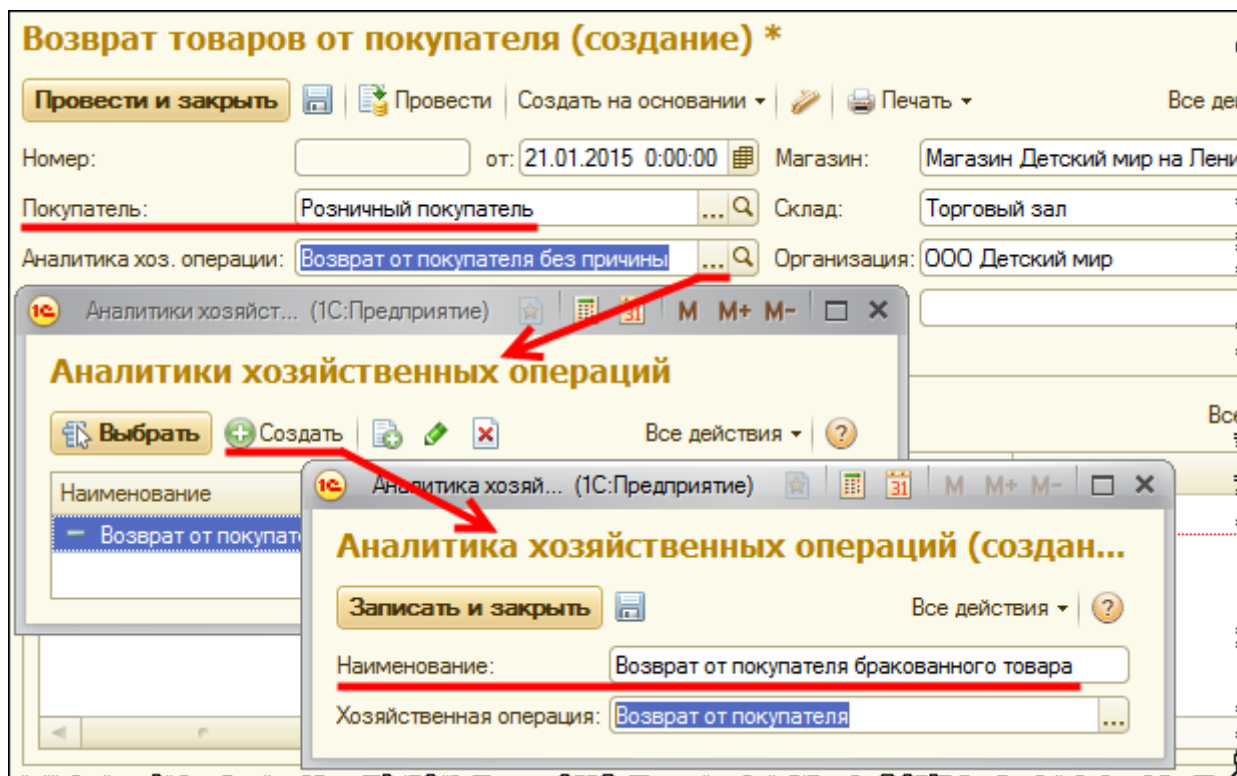 Возврат товаров от покупателя (создание) *
Провести и закрыть Провести Создать на основании Печать Все де
Номер: от: 21.01.2015 0:00:00 Магазин: Магазин Детский мир на Лени
Покупатель: Розничный покупатель ... Склад: Торговый зал
Аналитика хоз. операции: Возврат от покупателя без причины ... Организация: ООО Детский мир
Аналитики хозяйст... (1С:Предприятие) 31 M M+ M-
Аналитики хозяйственных операций
Выбрать Создать Все действия ?
Все
Наименование
Возврат от покупат
Аналитика хозяй... (1С:Предприятие) 31 M M+ M-
Аналитика хозяйственных операций (создан...
Записать и закрыть Все действия ?
Наименование: Возврат от покупателя бракованного товара
Хозяйственная операция: Возврат от покупателя ...